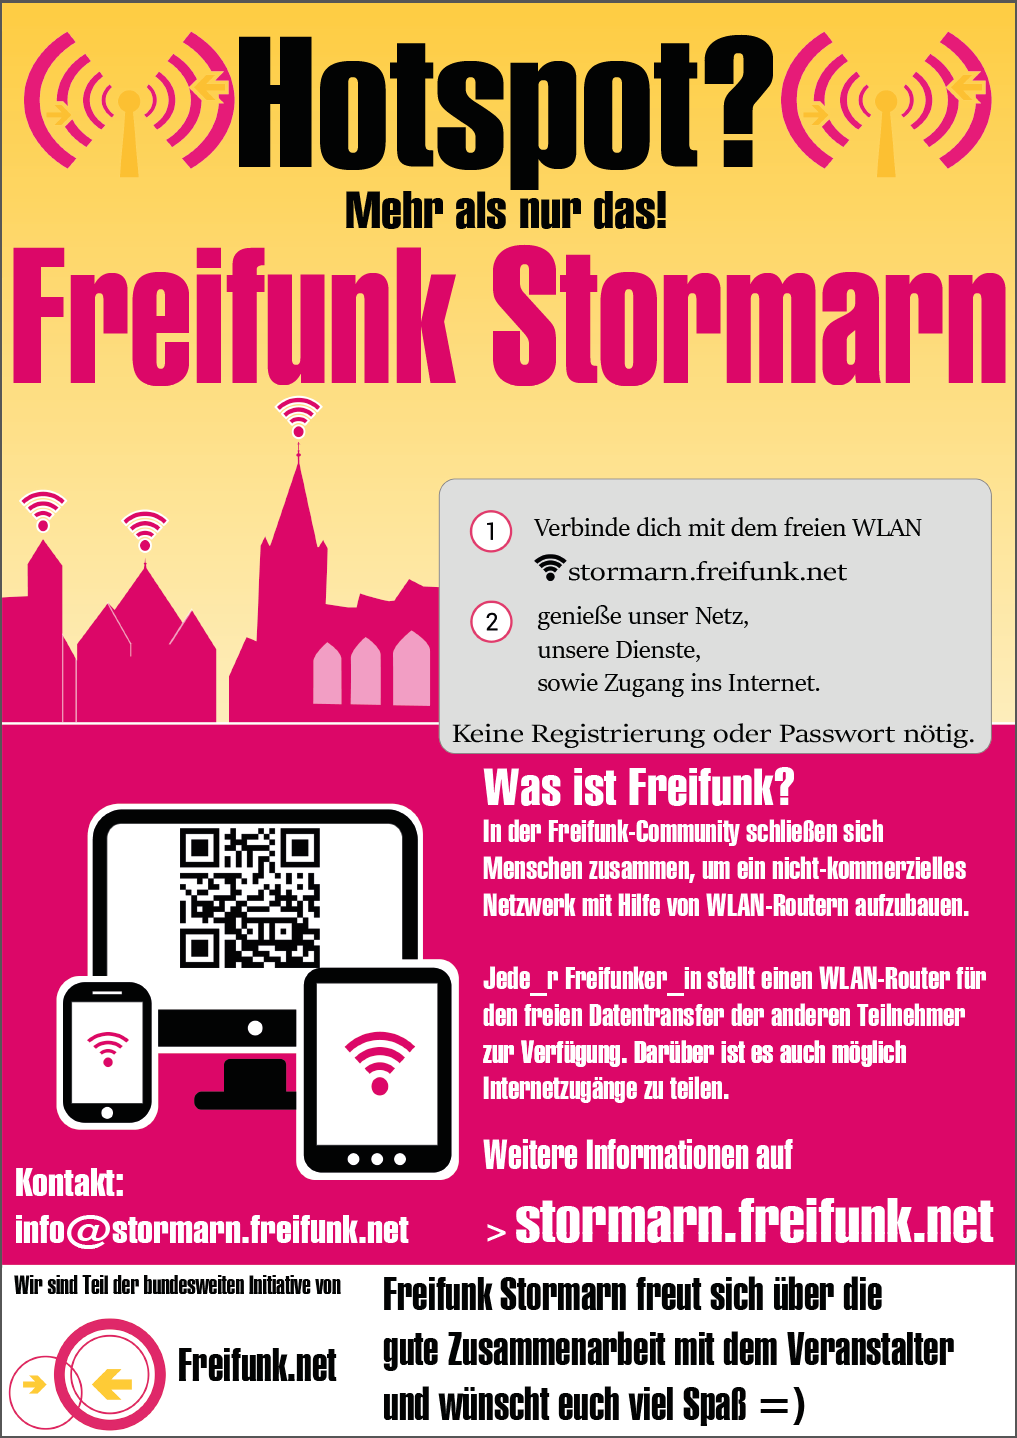 Hotspot?
Mehr als nur das!
Freifunk Stormarn
1 Verbinde dich mit dem freien WLAN
stormarn.freifunk.net
2 genieße unser Netz,
unsere Dienste,
sowie Zugang ins Internet.
Keine Registrierung oder Passwort nötig.
Was ist Freifunk?
In der Freifunk-Community schließen sich
Menschen zusammen, um ein nicht-kommerzielles
Netzwerk mit Hilfe von WLAN-Routern aufzubauen.
Jede_r Freifunker_in stellt einen WLAN-Router für
den freien Datentransfer der anderen Teilnehmer
zur Verfügung. Darüber ist es auch möglich
Internetzugänge zu teilen.
Weitere Informationen auf
> stormarn.freifunk.net
Kontakt:
info@stormarn.freifunk.net
Wir sind Teil der bundesweiten Initiative von
Freifunk.net
Freifunk Stormarn freut sich über die
gute Zusammenarbeit mit dem Veranstalter
und wünscht euch viel Spaß =)